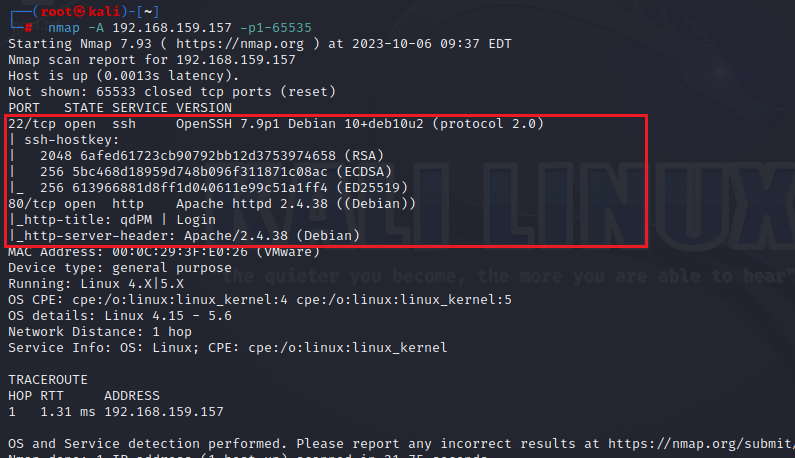 ┌──(root㉿kali)-[~]
└─# nmap -A 192.168.159.157 -p1-65535
Starting Nmap 7.93 ( https://nmap.org ) at 2023-10-06 09:37 EDT
Nmap scan report for 192.168.159.157
Host is up (0.0013s latency).
Not shown: 65533 closed tcp ports (reset)
PORT   STATE SERVICE VERSION
22/tcp open  ssh     OpenSSH 7.9p1 Debian 10+deb10u2 (protocol 2.0)
| ssh-hostkey:
|   2048 6afed61723cb90792bb12d3753974658 (RSA)
|   256 5bc468d18959d748b096f311871c08ac (ECDSA)
|_  256 613966881d8ff1d040611e99c51a1ff4 (ED25519)
80/tcp open  http    Apache httpd 2.4.38 ((Debian))
|_http-title: qdPM | Login
|_http-server-header: Apache/2.4.38 (Debian)
MAC Address: 00:0C:29:3F:E0:26 (VMware)
Device type: general purpose
Running: Linux 4.X|5.X
OS CPE: cpe:/o:linux:linux_kernel:4 cpe:/o:linux:linux_kernel:5
OS details: Linux 4.15 - 5.6
Network Distance: 1 hop
Service Info: OS: Linux; CPE: cpe:/o:linux:linux_kernel
TRACEROUTE
HOP RTT     ADDRESS
1   1.31 ms 192.168.159.157
OS and Service detection performed. Please report any incorrect results at https://nmap.org/submit/
Nmap done: 1 IP address (1 host up) scanned in 21.75 seconds
KALI LINUX
"the quieter you become, the more you are able to hear"